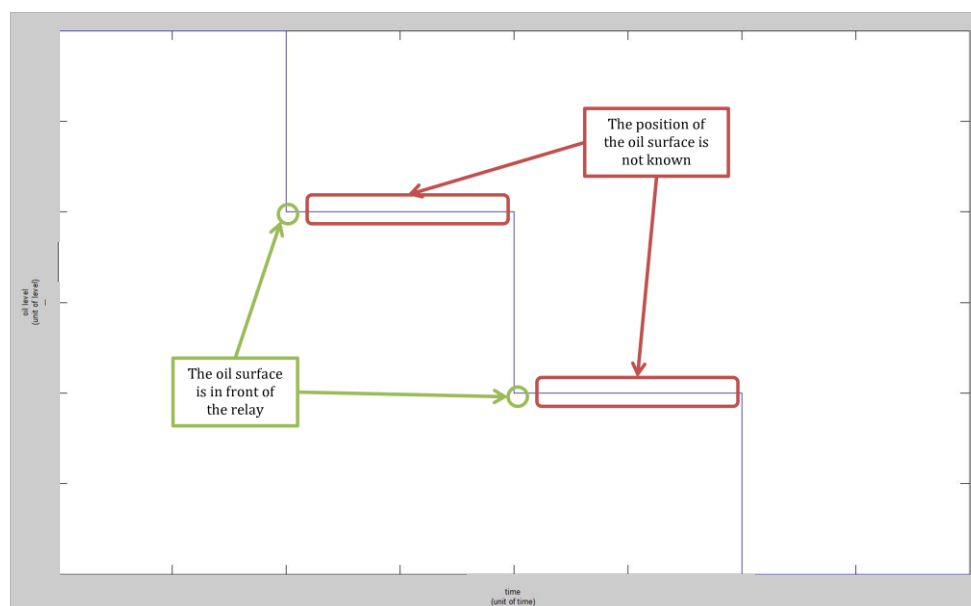 The position of
the oil surface is
not known
The oil surface
is in front of
the relay
oil level
(unit of level)
time
(unit of time)